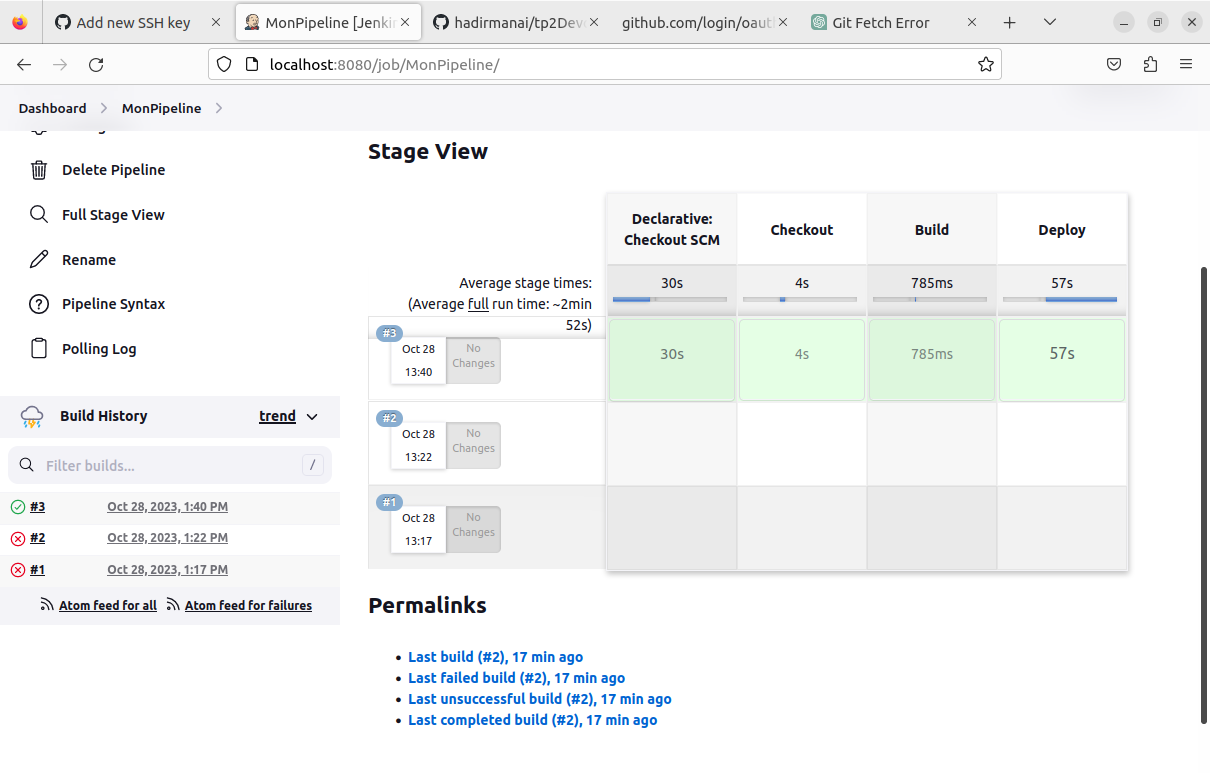 Add new SSH key
MonPipeline [Jenkin
hadirmanai/tp2Dev
github.com/login/oaut
Git Fetch Error
localhost:8080/job/MonPipeline/
Dashboard
MonPipeline
Delete Pipeline
Full Stage View
Rename
Pipeline Syntax
Polling Log
Build History
trend
Filter builds...
/
#3
Oct 28, 2023, 1:40 PM
#2
Oct 28, 2023, 1:22 PM
#1
Oct 28, 2023, 1:17 PM
Atom feed for all
Atom feed for failures
Stage View
Declarative:
Checkout SCM
Checkout
Build
Deploy
Average stage times:
(Average full run time: ~2min
52s)
30s
4s
785ms
57s
#3
Oct 28
13:40
No
Changes
30s
4s
785ms
57s
#2
Oct 28
13:22
No
Changes
#1
Oct 28
13:17
No
Changes
Permalinks
Last build (#2), 17 min ago
Last failed build (#2), 17 min ago
Last unsuccessful build (#2), 17 min ago
Last completed build (#2), 17 min ago